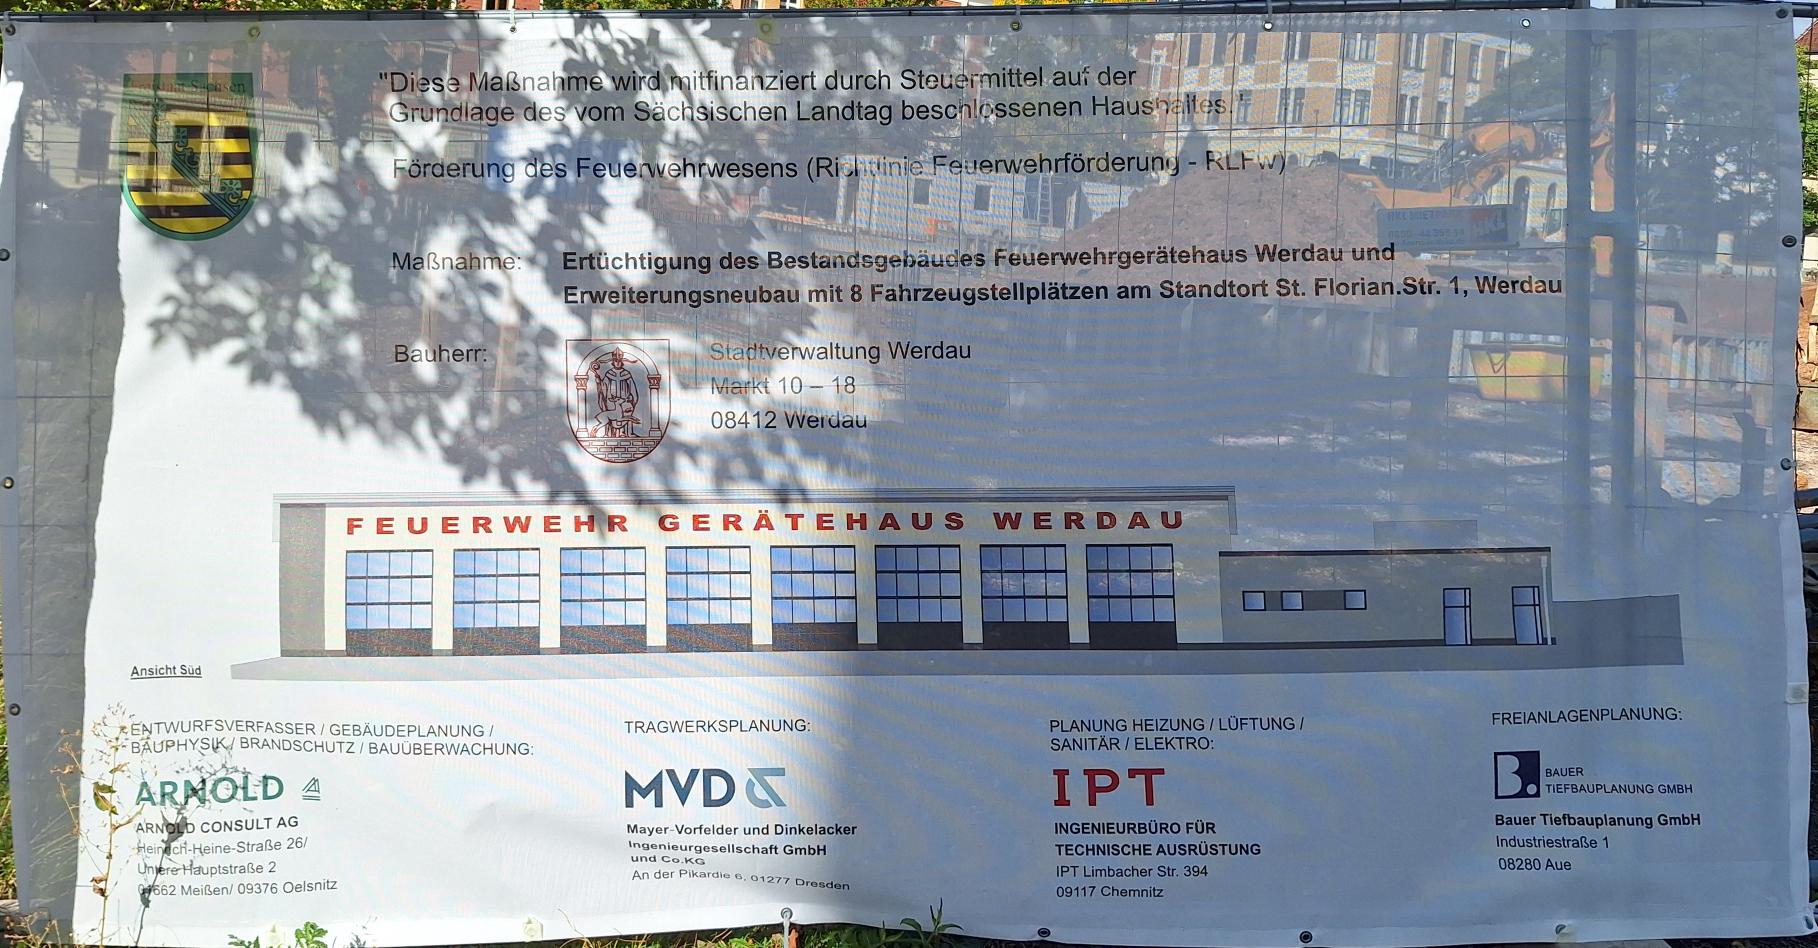 Freistaat Sachsen
"Diese Maßnahme wird mitfinanziert durch Steuermittel auf der
Grundlage des vom Sächsischen Landtag beschlossenen Haushaltes."
Förderung des Feuerwehrwesens (Richtlinie Feuerwehrförderung - RLFw)
Maßnahme: Ertüchtigung des Bestandsgebäudes Feuerwehrgerätehaus Werdau und
Erweiterungsneubau mit 8 Fahrzeugstellplätzen am Standtort St. Florian.Str. 1, Werdau
Bauherr: Stadtverwaltung Werdau
Markt 10 – 18
08412 Werdau
FEUERWEHR GERÄTEHAUS WERDAU
Ansicht Süd
ENTWURFSVERFASSER / GEBÄUDEPLANUNG /
BAUPHYSIK / BRANDSCHUTZ / BAUÜBERWACHUNG:
ARNOLD
ARNOLD CONSULT AG
Heinrich-Heine-Straße 26/
Untere Hauptstraße 2
01662 Meißen/ 09376 Oelsnitz
TRAGWERKSPLANUNG:
MVD
Mayer-Vorfelder und Dinkelacker
Ingenieurgesellschaft GmbH
und Co.KG
An der Pikardie 6, 01277 Dresden
PLANUNG HEIZUNG / LÜFTUNG /
SANITÄR / ELEKTRO:
IPT
INGENIEURBÜRO FÜR
TECHNISCHE AUSRÜSTUNG
IPT Limbacher Str. 394
09117 Chemnitz
FREIANLAGENPLANUNG:
B.
BAUER
TIEFBAUPLANUNG GMBH
Bauer Tiefbauplanung GmbH
Industriestraße 1
08280 Aue